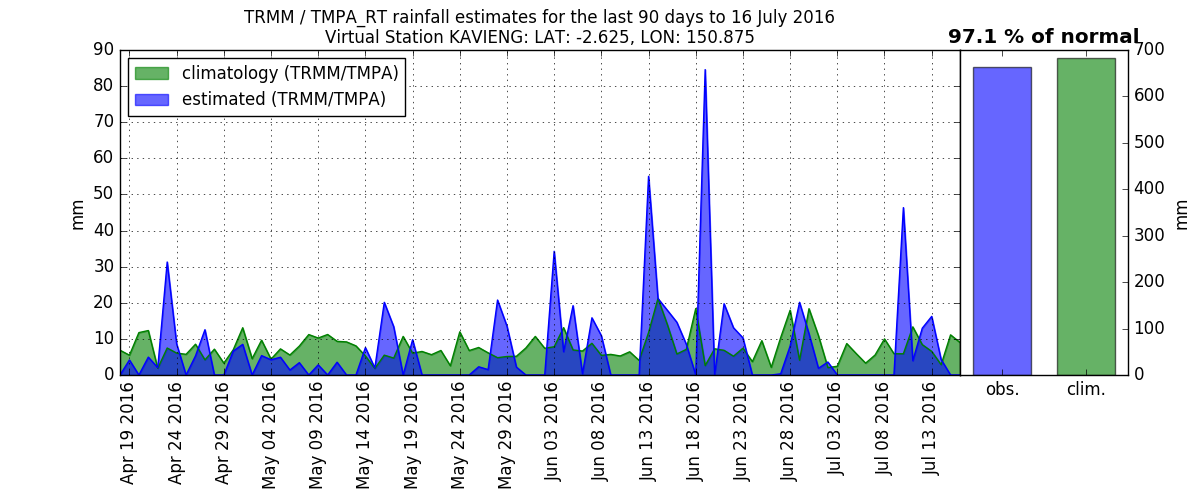 TRMM / TMPA_RT rainfall estimates for the last 90 days to 16 July 2016
Virtual Station KAVIENG: LAT: -2.625, LON: 150.875
97.1 % of normal
climatology (TRMM/TMPA)
estimated (TRMM/TMPA)
mm
90
80
70
60
50
40
30
20
10
0
Apr 19 2016
Apr 24 2016
Apr 29 2016
May 04 2016
May 09 2016
May 14 2016
May 19 2016
May 24 2016
May 29 2016
Jun 03 2016
Jun 08 2016
Jun 13 2016
Jun 18 2016
Jun 23 2016
Jun 28 2016
Jul 03 2016
Jul 08 2016
Jul 13 2016
obs.
clim.
700
600
500
400
300
200
100
0
mm